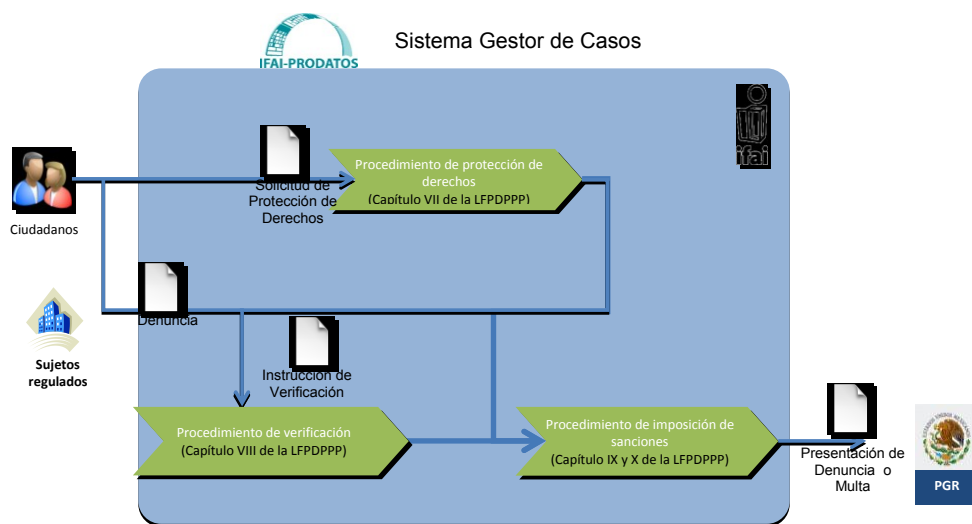 Sistema Gestor de Casos
IFAI-PRODATOS
ifai
Procedimiento de protección de
derechos
(Capítulo VII de la LFPDPPP)
Solicitud de
Protección de
Derechos
Ciudadanos
Denuncia
Sujetos
regulados
Instrucción de
Verificación
Procedimiento de verificación
(Capítulo VIII de la LFPDPPP)
Procedimiento de imposición de
sanciones
(Capítulo IX y X de la LFPDPPP)
Presentación de
Denuncia o
Multa
PGR